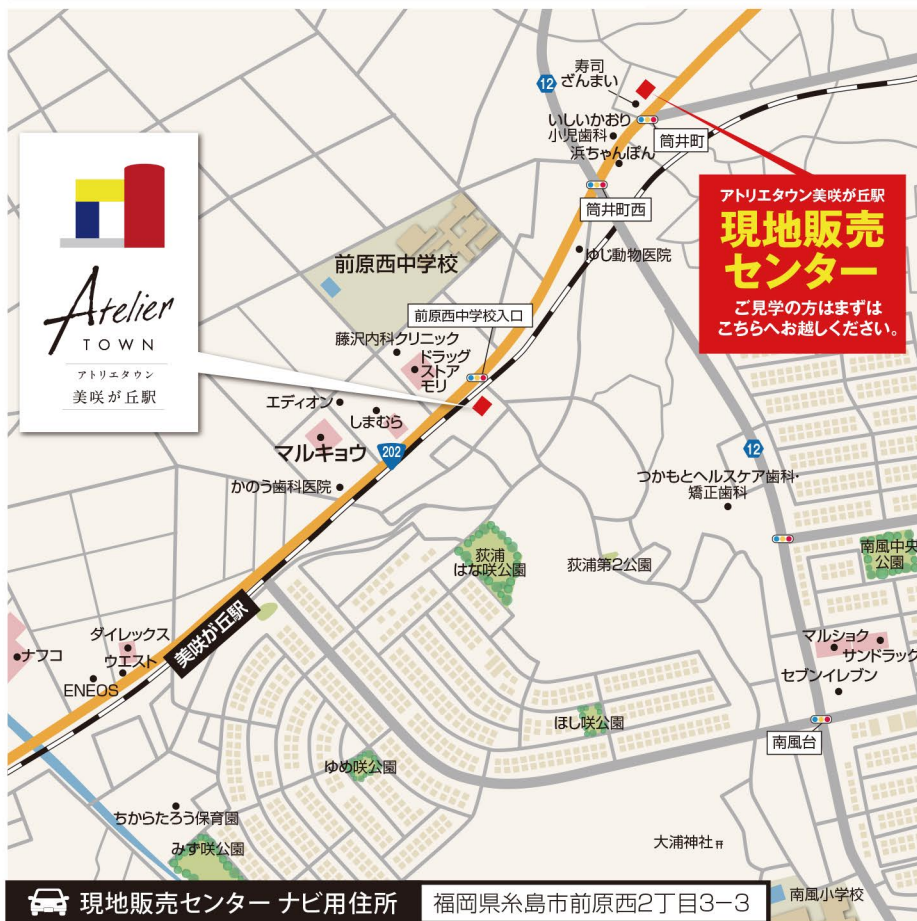 12
寿司
ざんまい
いしいかおり
小児歯科
浜ちゃんぽん
筒井町
筒井町西
アトリエタウン美咲が丘駅
現地販売
センター
ご見学の方はまずは
こちらへお越しください。
Atelier
TOWN
アトリエタウン
美咲が丘駅
前原西中学校
ゆじ動物医院
前原西中学校入口
藤沢内科クリニック
ドラッグ
ストア
モリ
エディオン
しまむら
マルキョウ
202
かのう歯科医院
12
つかもとヘルスケア歯科・
矯正歯科
荻浦
はな咲公園
荻浦第2公園
南風中央
公園
美咲が丘駅
ダイレックス
ナフコ
ウエスト
ENEOS
マルショク
サンドラッグ
セブンイレブン
ほし咲公園
南風台
ゆめ咲公園
ちからたろう保育園
みず咲公園
大浦神社
南風小学校
現地販売センター ナビ用住所
福岡県糸島市前原西2丁目3−3